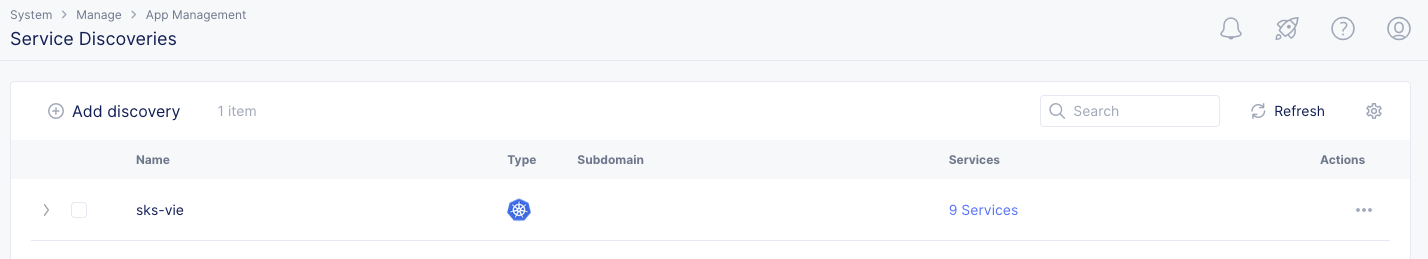 System > Manage > App Management
Service Discoveries
Add discovery 1 item Search Refresh
Name Type Subdomain Services Actions
sks-vie 9 Services